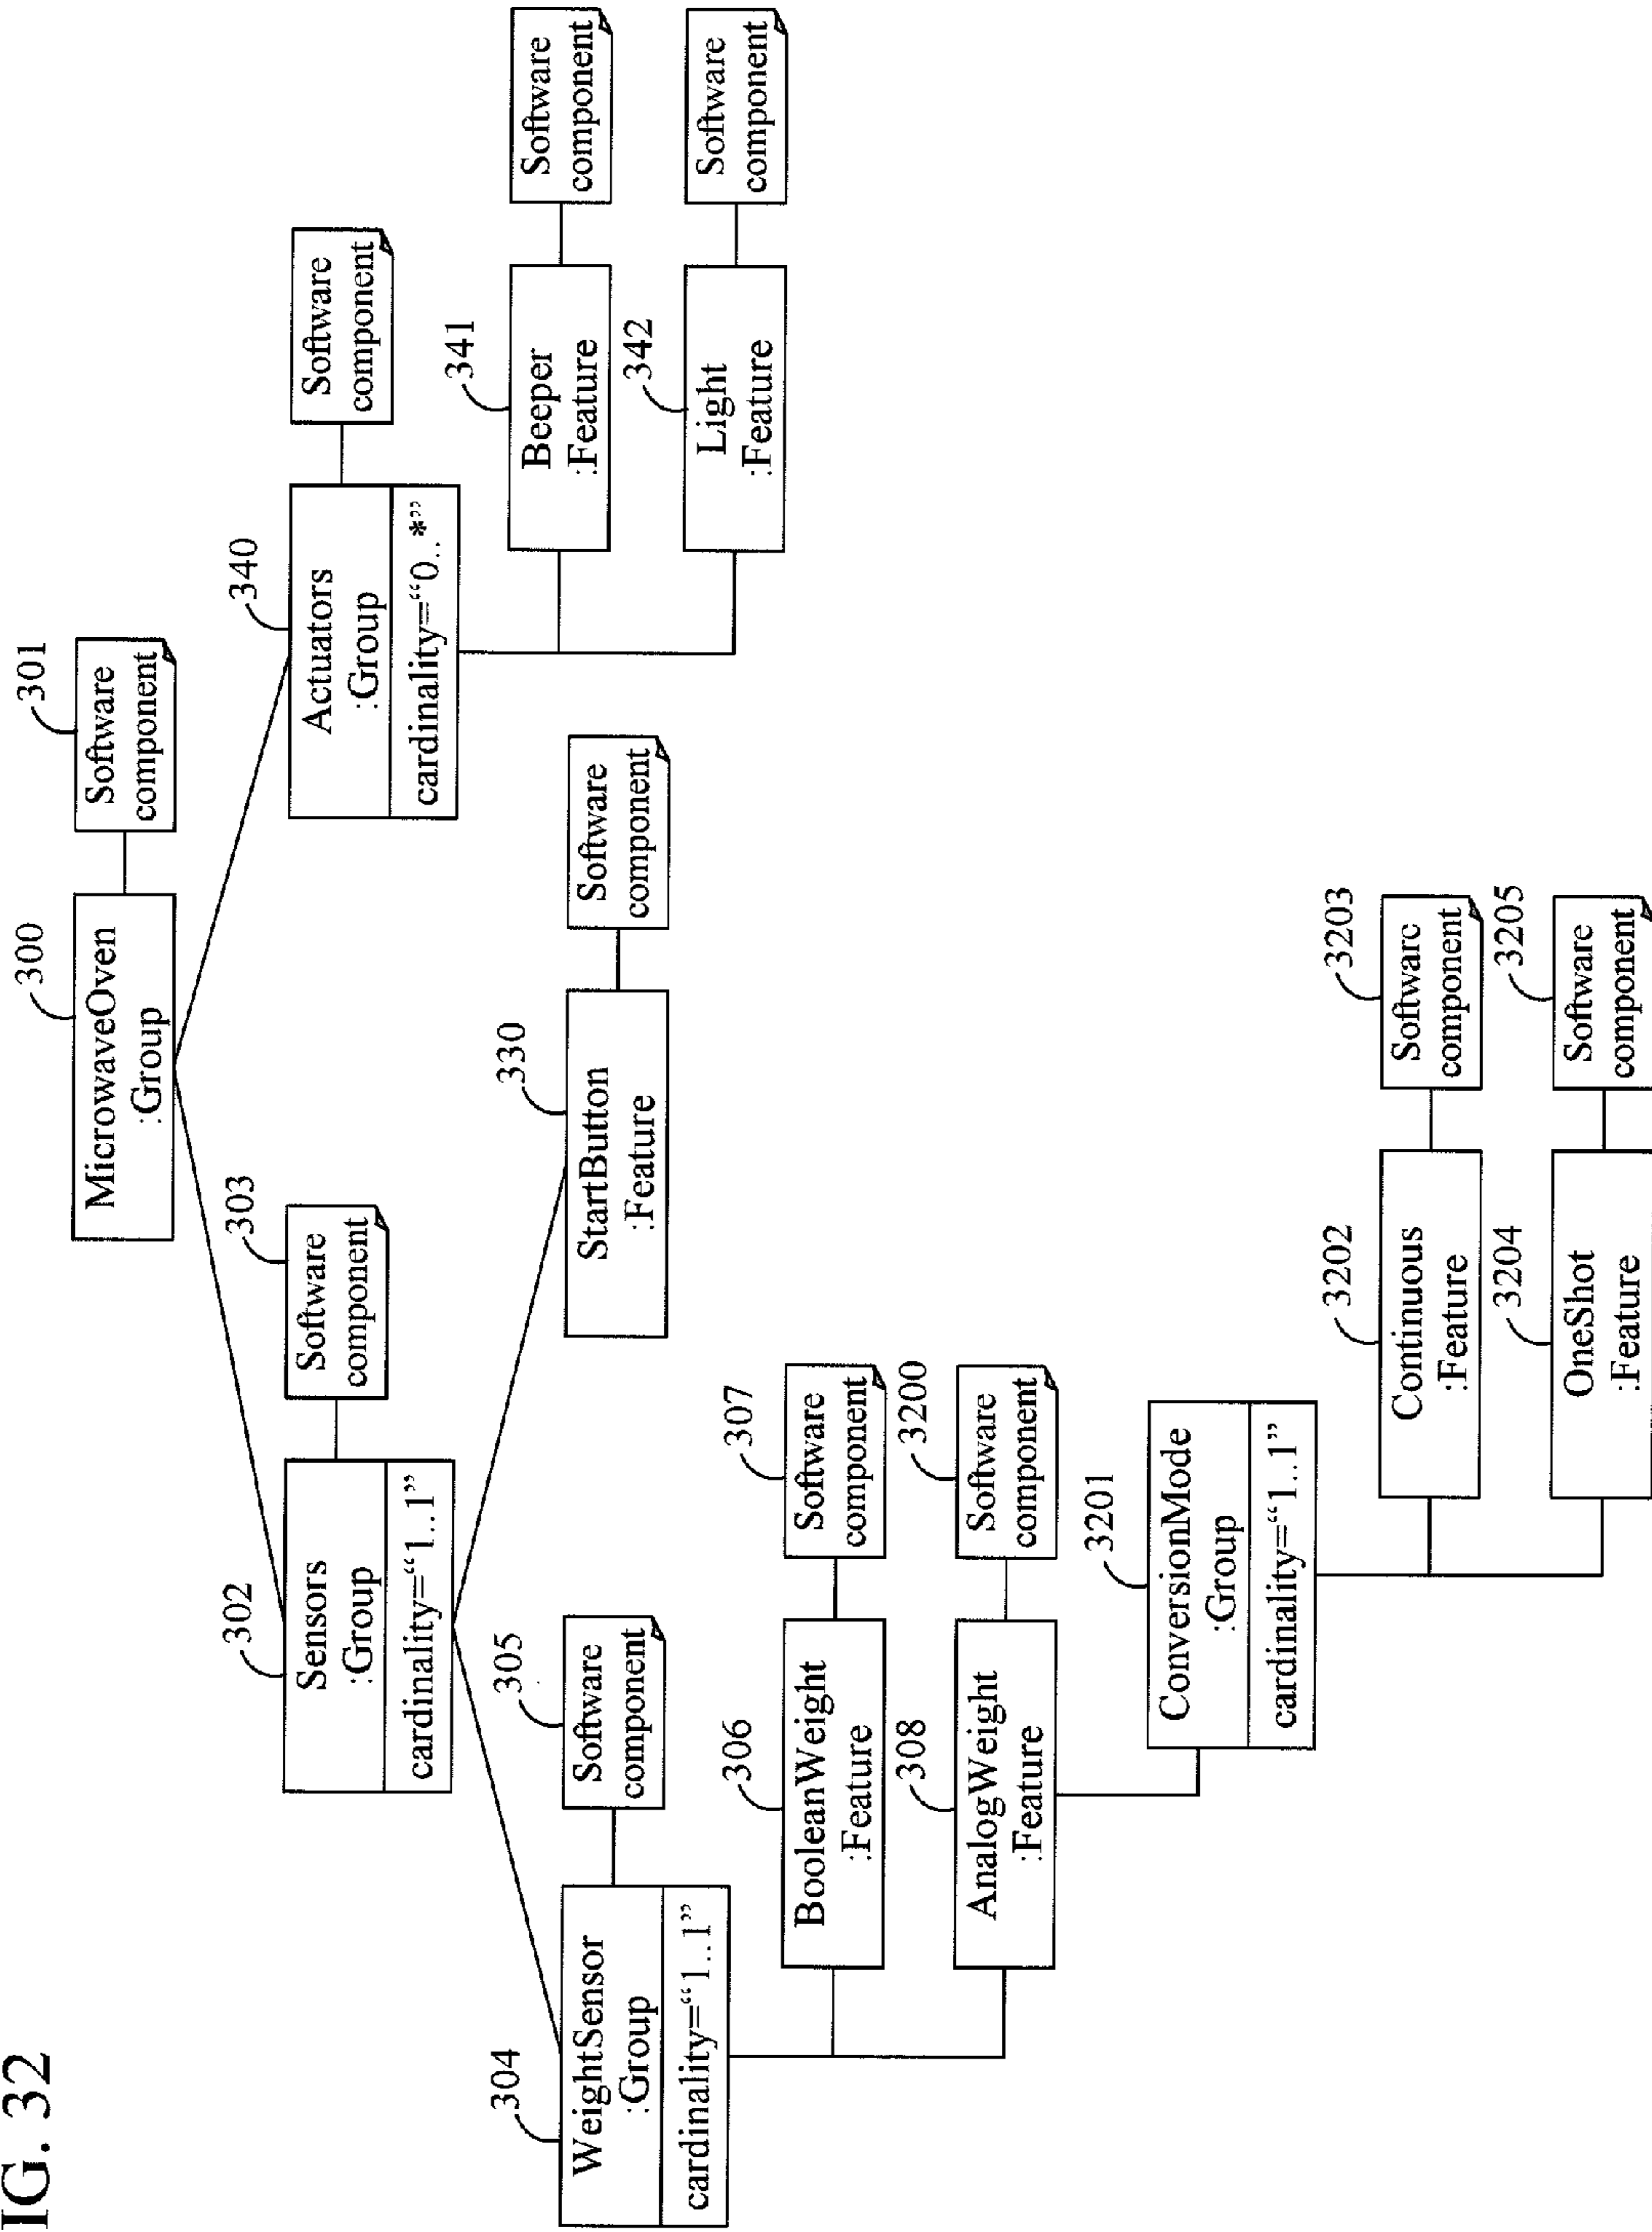 IG. 32
300
MicrowaveOven
:Group
301
Software
component
302
Sensors
:Group
cardinality=“1..1”
303
Software
component
340
Actuators
:Group
cardinality=“0..*”
Software
component
304
WeightSensor
:Group
cardinality=“1..1”
305
Software
component
330
StartButton
:Feature
Software
component
341
Beeper
:Feature
Software
component
342
Light
:Feature
Software
component
306
BooleanWeight
:Feature
307
Software
component
308
AnalogWeight
:Feature
3200
Software
component
3201
ConversionMode
:Group
cardinality=“1..1”
3202
Continuous
:Feature
3203
Software
component
3204
OneShot
:Feature
3205
Software
component